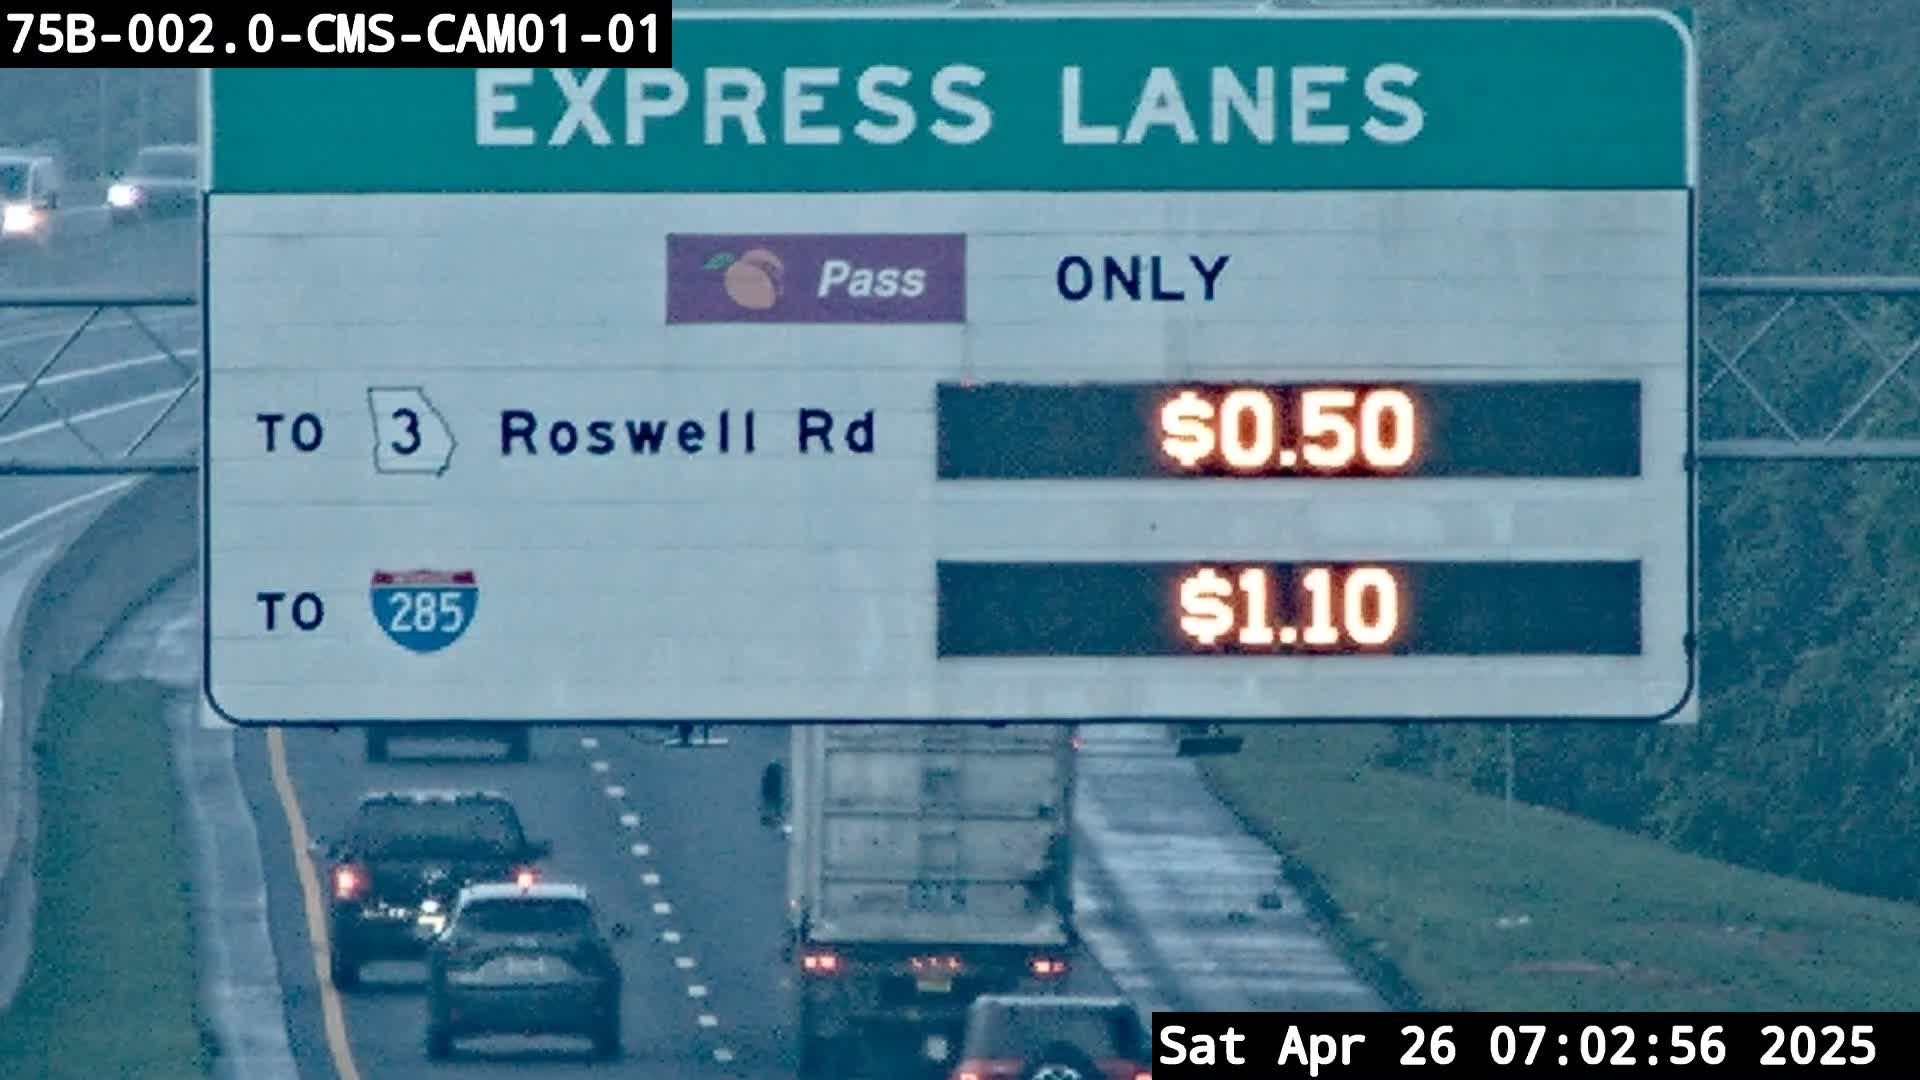 75B-002.0-CMS-CAM01-01
EXPRESS LANES
Pass ONLY
TO 3 Roswell Rd $0.50
TO 285 $1.10
Sat Apr 26 07:02:56 2025